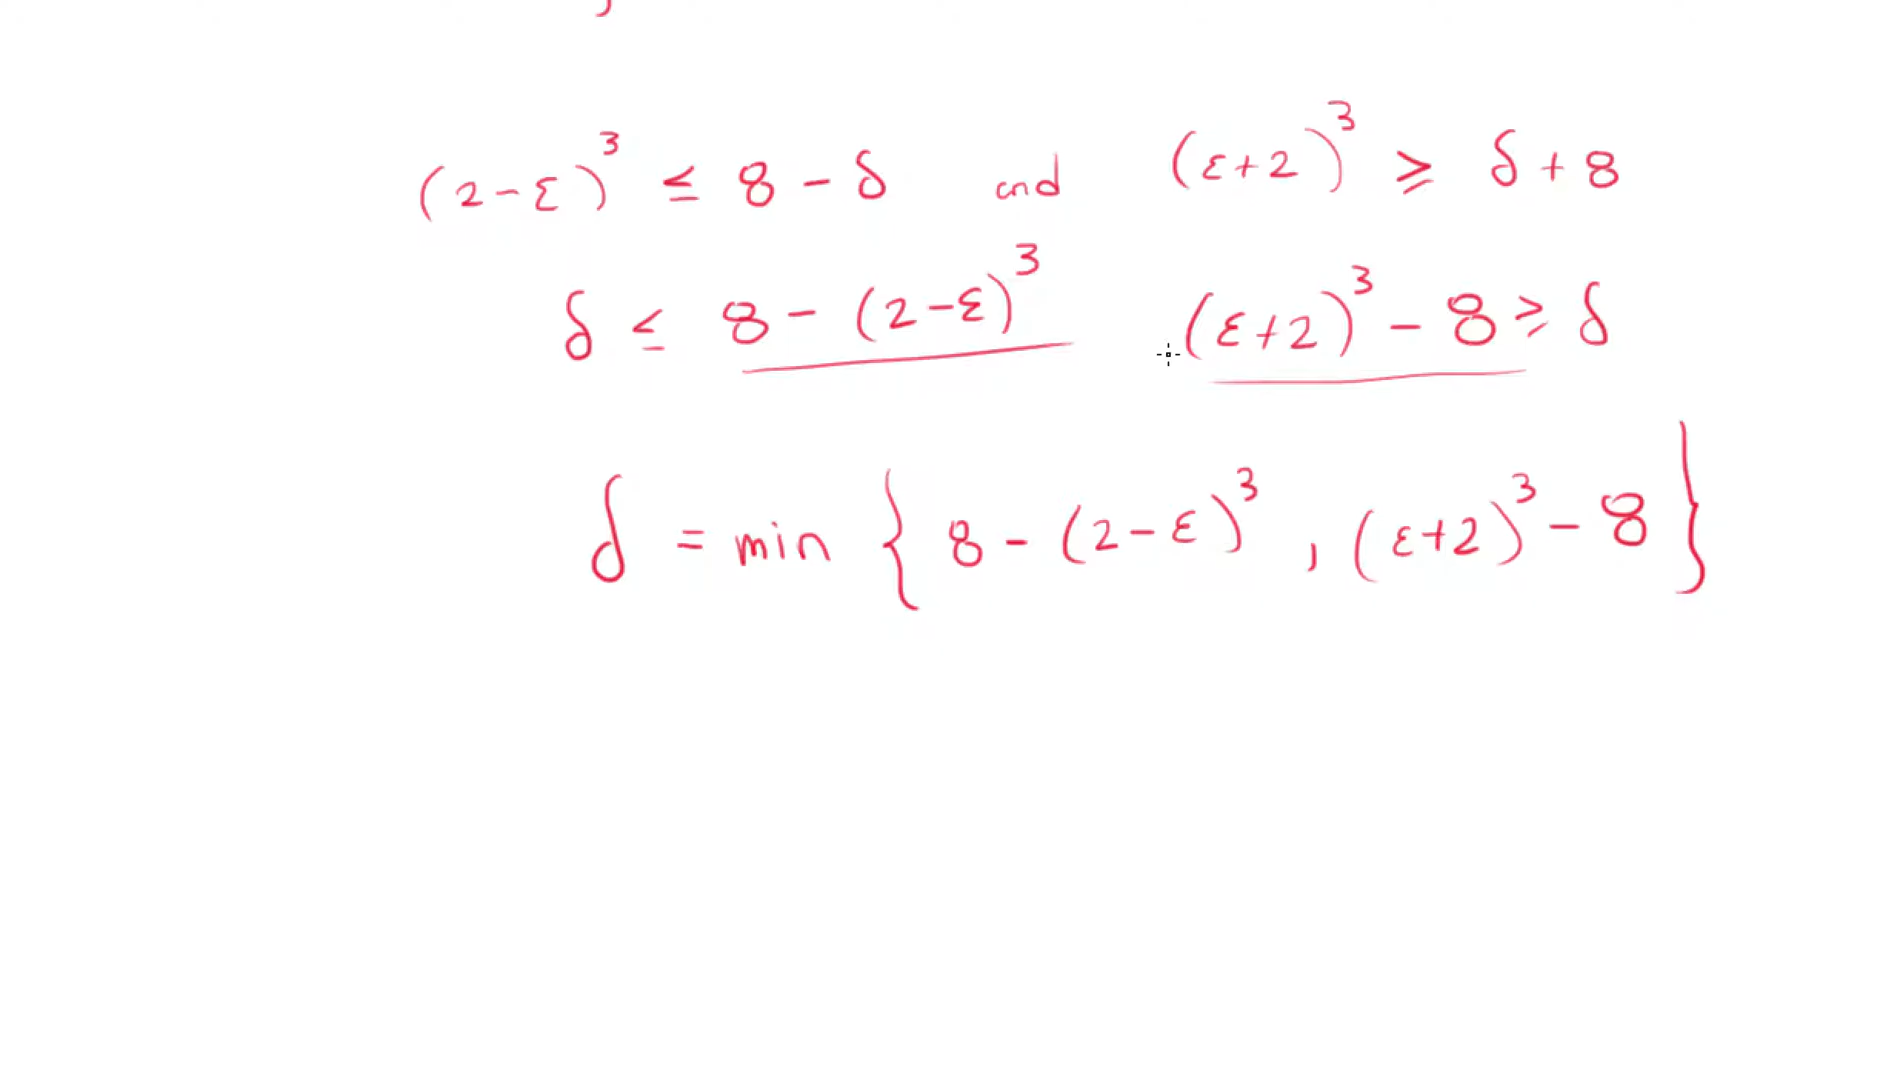 (2-ε)³ ≤ 8 - δ and (ε+2)³ ≥ δ + 8
δ ≤ 8 - (2-ε)³ (ε+2)³ - 8 ≥ δ
δ = min { 8 - (2-ε)³ , (ε+2)³ - 8 }